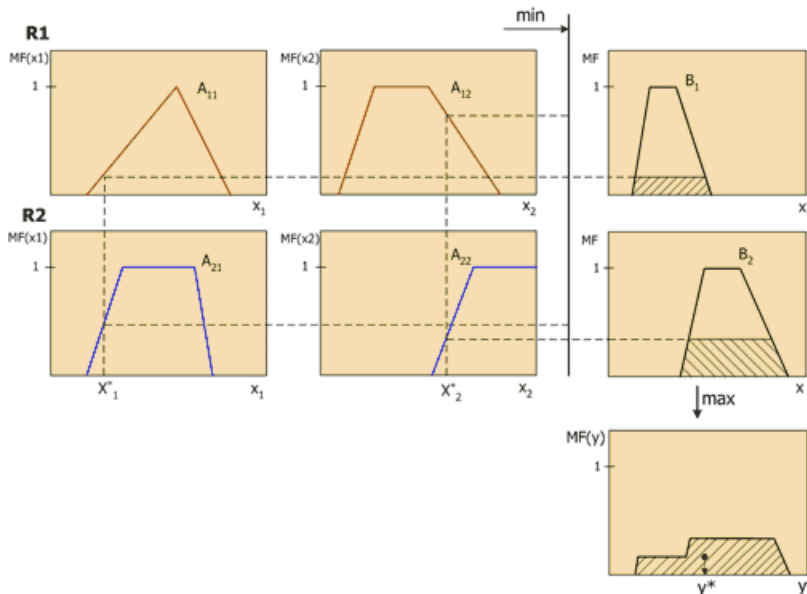 min
R1
MF(x1)
1
A11
x1
MF(x2)
1
A12
x2
MF
1
B1
x
R2
MF(x1)
1
A21
X*1
x1
MF(x2)
1
A22
X*2
x2
MF
1
B2
x
max
MF(y)
1
y*
y